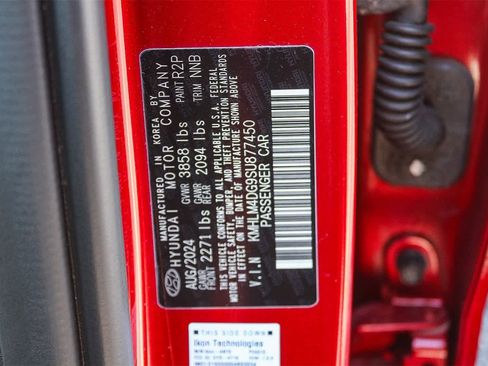 MANUFACTURED IN KOREA BY
HYUNDAI MOTOR COMPANY
AUG/2024 GVWR 3858 lbs PAINT R2P
GAWR FRONT 2271 lbs GAWR REAR 2094 lbs TRIM NNB
THIS VEHICLE CONFORMS TO ALL APPLICABLE U.S.A. FEDERAL
MOTOR VEHICLE SAFETY, BUMPER, AND THEFT PREVENTION STANDARDS
IN EFFECT ON THE DATE OF MANUFACTURE SHOWN ABOVE
V.I.N KMHLM4DG9SU877450
PASSENGER CAR
THIS SIDE DOWN
Ikon Technologies